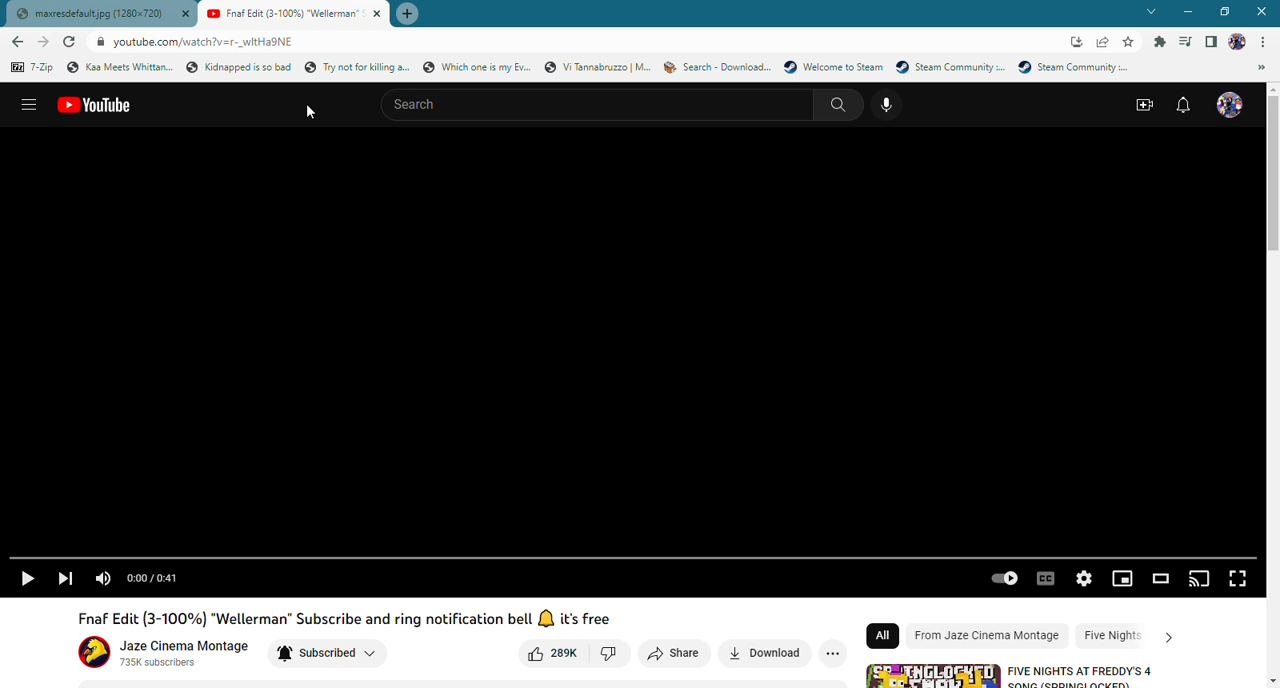 maxresdefault.jpg (1280×720)
Fnaf Edit (3-100%) "Wellerman" S
youtube.com/watch?v=r-_wItHa9NE
7-Zip Kaa Meets Whittan... Kidnapped is so bad Try not for killing a... Which one is my Ev... Vi Tannabruzzo | M... Search - Download... Welcome to Steam Steam Community :... Steam Community :... »
YouTube
Search
0:00 / 0:41
CC
Fnaf Edit (3-100%) "Wellerman" Subscribe and ring notification bell 🔔 it's free
Jaze Cinema Montage
735K subscribers
Subscribed
289K
Share
Download
All
From Jaze Cinema Montage
Five Nights
SPRINGLOCKED
FIVE NIGHTS AT FREDDY'S 4
SONG (SPRINGLOCKED)